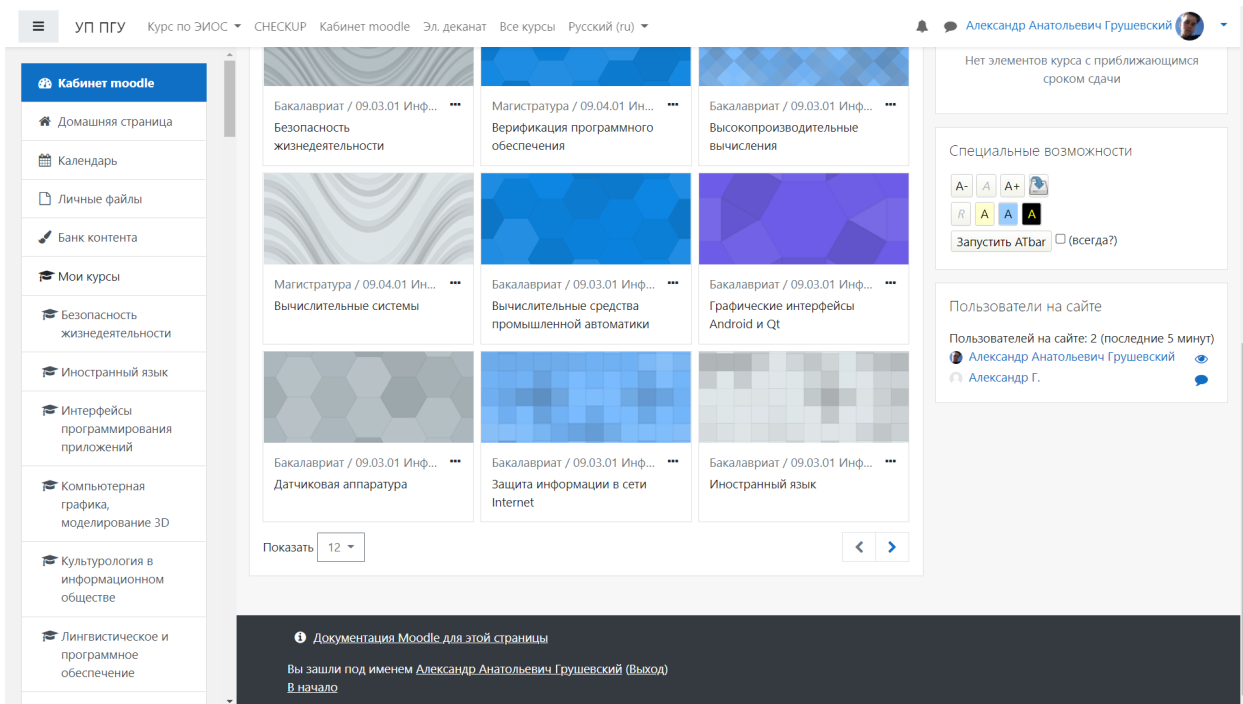 УП ПГУ Курс по ЭИОС CHECKUP Кабинет moodle Эл. деканат Все курсы Русский (ru) Александр Анатольевич Грушевский
Кабинет moodle
Домашняя страница
Календарь
Личные файлы
Банк контента
Мои курсы
Безопасность
жизнедеятельности
Иностранный язык
Интерфейсы
программирования
приложений
Компьютерная
графика,
моделирование 3D
Культурология в
информационном
обществе
Лингвистическое и
программное
обеспечение
Бакалавриат / 09.03.01 Инф...
Безопасность
жизнедеятельности
Магистратура / 09.04.01 Ин...
Верификация программного
обеспечения
Бакалавриат / 09.03.01 Инф...
Высокопроизводительные
вычисления
Магистратура / 09.04.01 Ин...
Вычислительные системы
Бакалавриат / 09.03.01 Инф...
Вычислительные средства
промышленной автоматики
Бакалавриат / 09.03.01 Инф...
Графические интерфейсы
Android и Qt
Бакалавриат / 09.03.01 Инф...
Датчиковая аппаратура
Бакалавриат / 09.03.01 Инф...
Защита информации в сети
Internet
Бакалавриат / 09.03.01 Инф...
Иностранный язык
Показать 12
Нет элементов курса с приближающимся
сроком сдачи
Специальные возможности
A- A A+
R A A A
Запустить ATbar (всегда?)
Пользователи на сайте
Пользователей на сайте: 2 (последние 5 минут)
Александр Анатольевич Грушевский
Александр Г.
Документация Moodle для этой страницы
Вы зашли под именем Александр Анатольевич Грушевский (Выход)
В начало